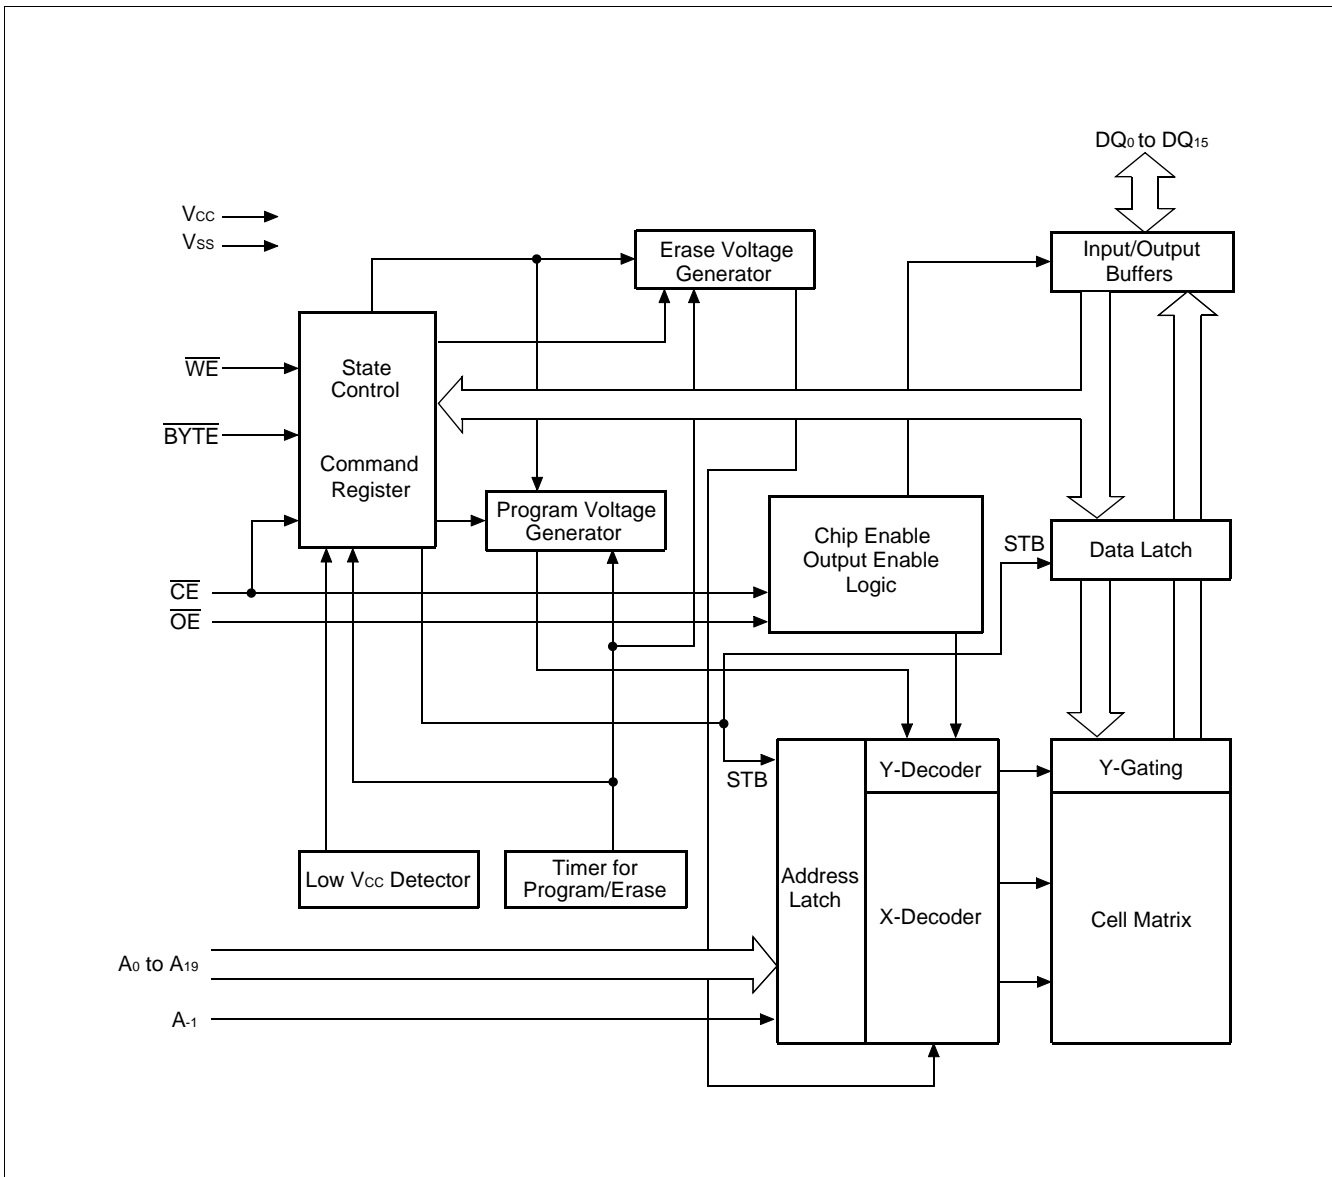 DQ0 to DQ15
VCC
VSS
Erase Voltage
Generator
Input/Output
Buffers
WE
State
Control
BYTE
Command
Register
Program Voltage
Generator
Chip Enable
Output Enable
Logic
STB
Data Latch
CE
OE
STB
Y-Decoder
Y-Gating
Low VCC Detector
Timer for
Program/Erase
Address
Latch
X-Decoder
Cell Matrix
A0 to A19
A-1